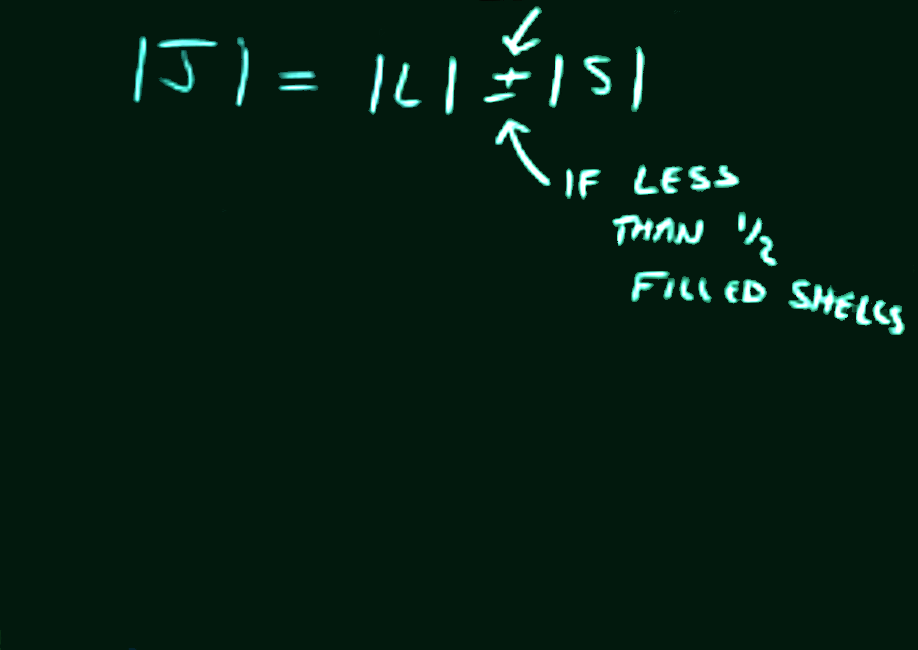 |J| = |L| ± |S|
IF LESS
THAN 1/2
FILLED SHELLS